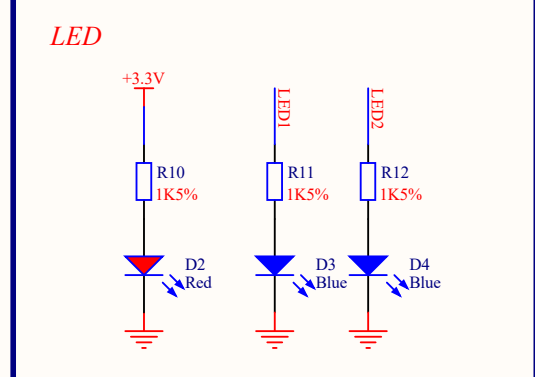 LED
+3.3V
LED1
LED2
R10
1K5%
R11
1K5%
R12
1K5%
D2
Red
D3
Blue
D4
Blue